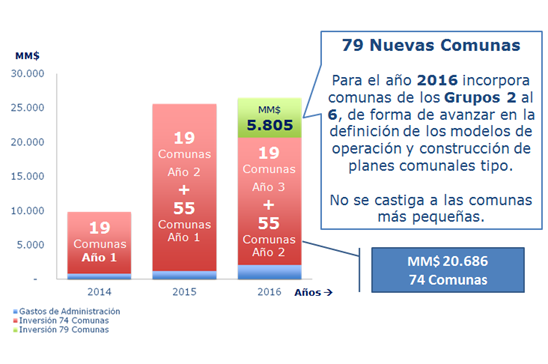 MM$
30.000
25.000
20.000
15.000
10.000
5.000
-
19
Comunas
Año 1
19
Comunas
Año 2
+
55
Comunas
Año 1
MM$
5.805
19
Comunas
Año 3
+
55
Comunas
Año 2
2014
2015
2016
Años →
79 Nuevas Comunas
Para el año 2016 incorpora
comunas de los Grupos 2 al
6, de forma de avanzar en la
definición de los modelos de
operación y construcción de
planes comunales tipo.
No se castiga a las comunas
más pequeñas.
MM$ 20.686
74 Comunas
Gastos de Administración
Inversión 74 Comunas
Inversión 79 Comunas